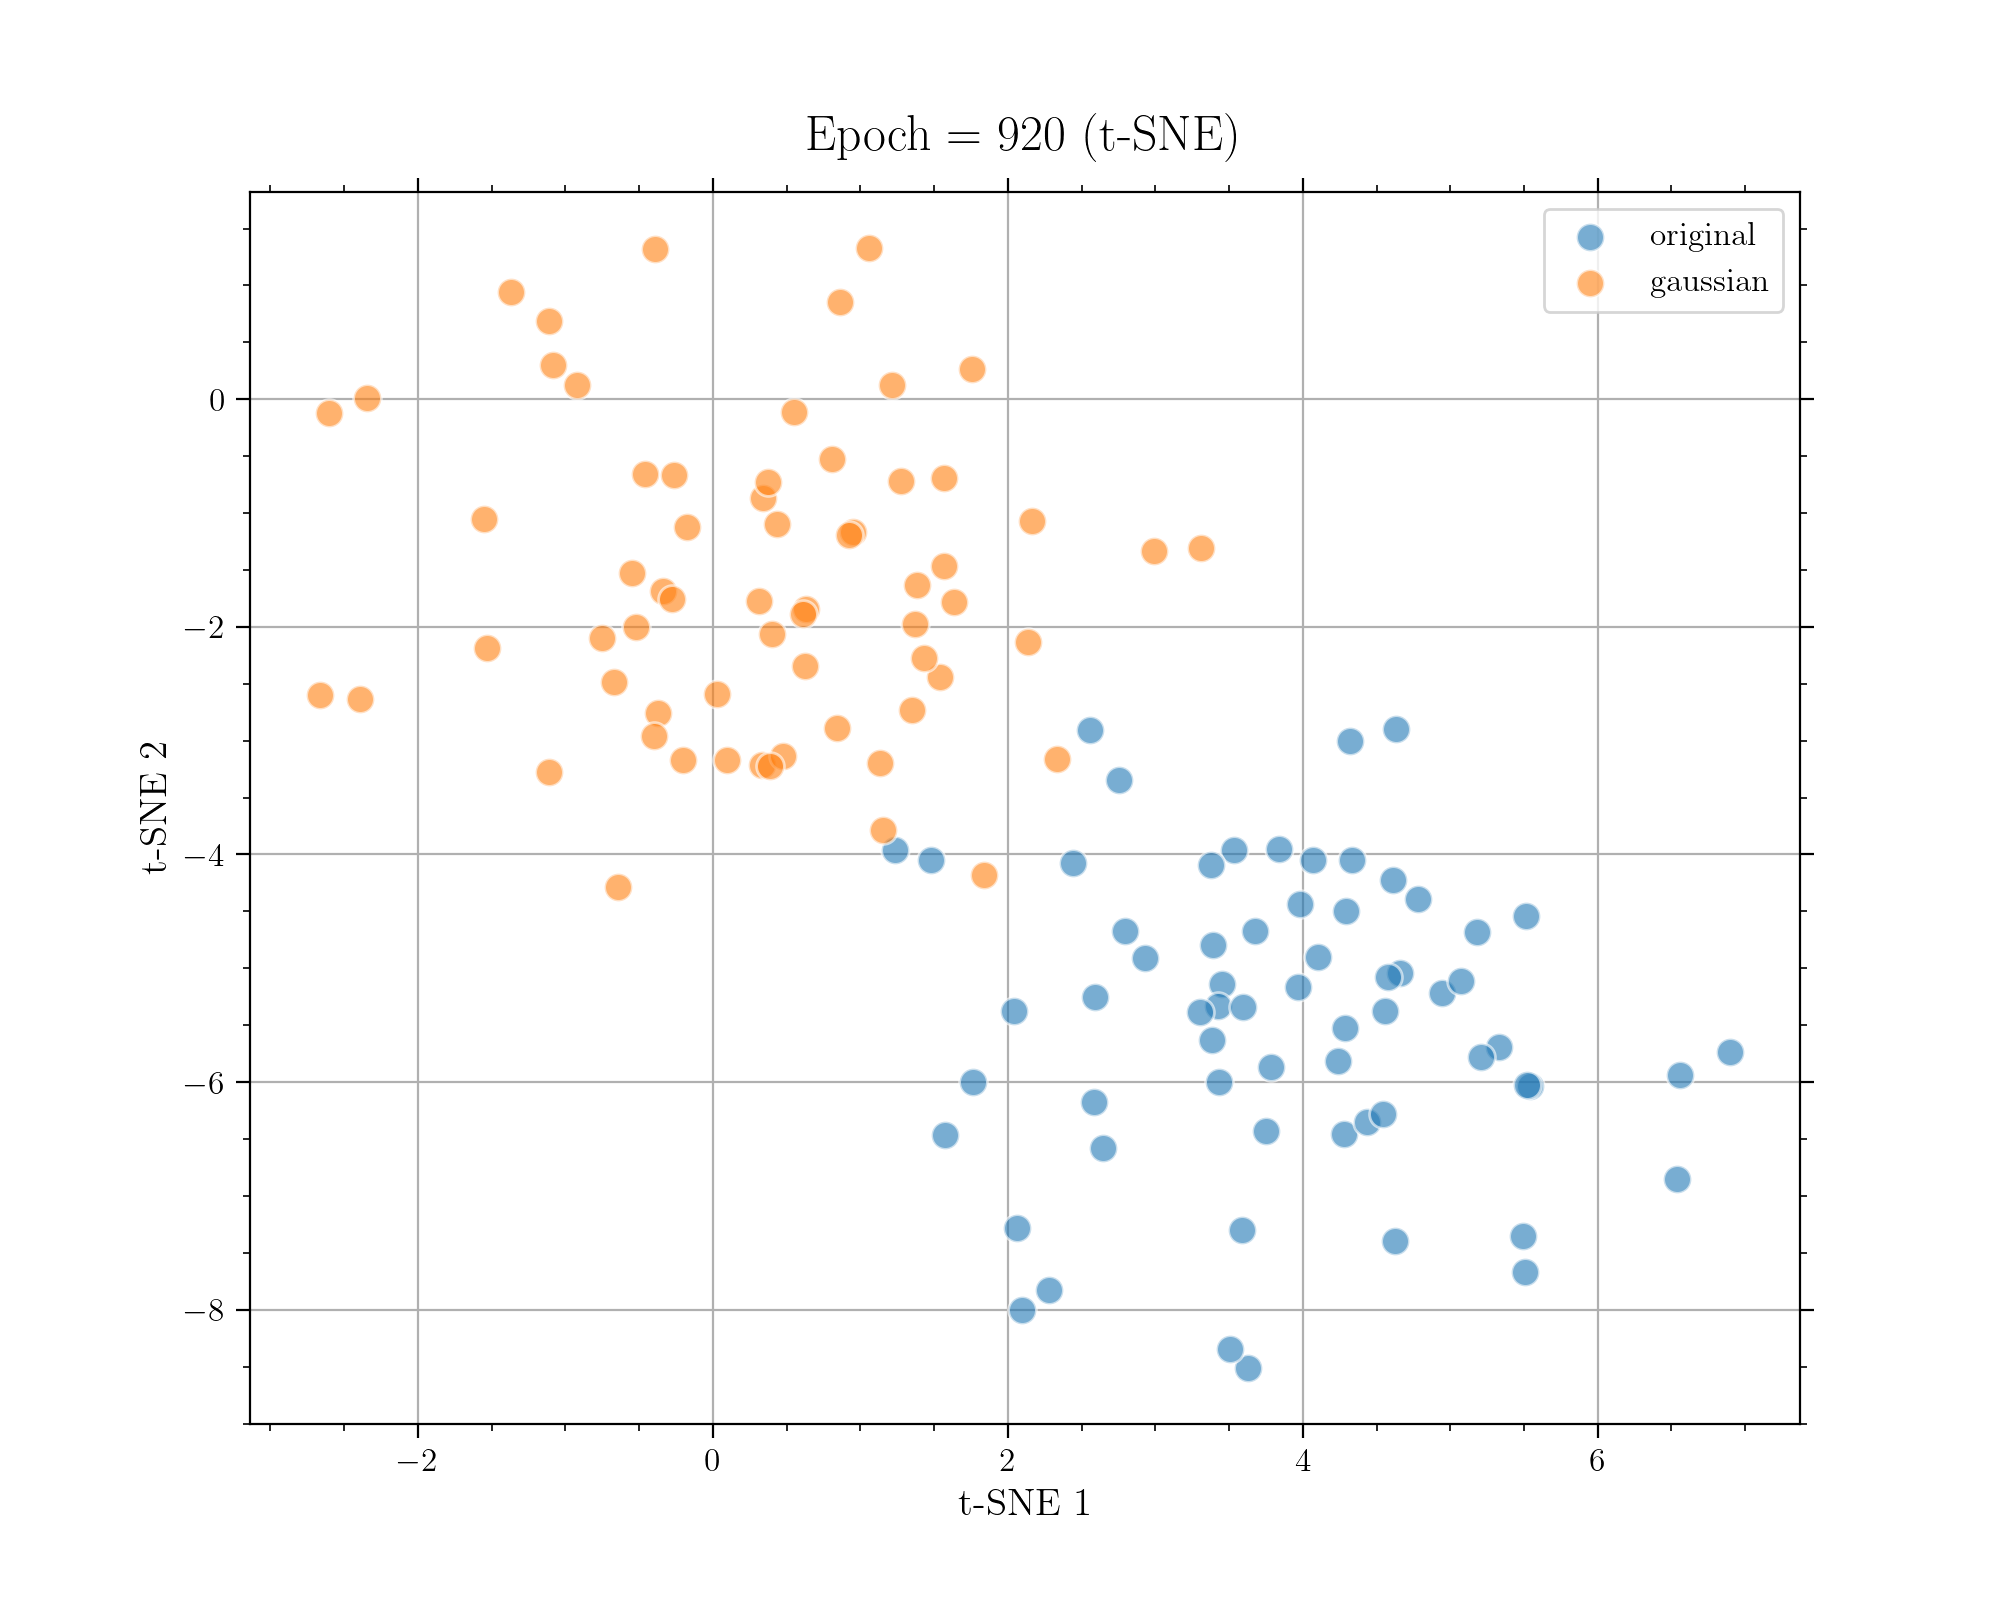 Epoch = 920 (t-SNE)
original
gaussian
0
−2
−4
−6
−8
t-SNE 2
−2
0
2
4
6
t-SNE 1